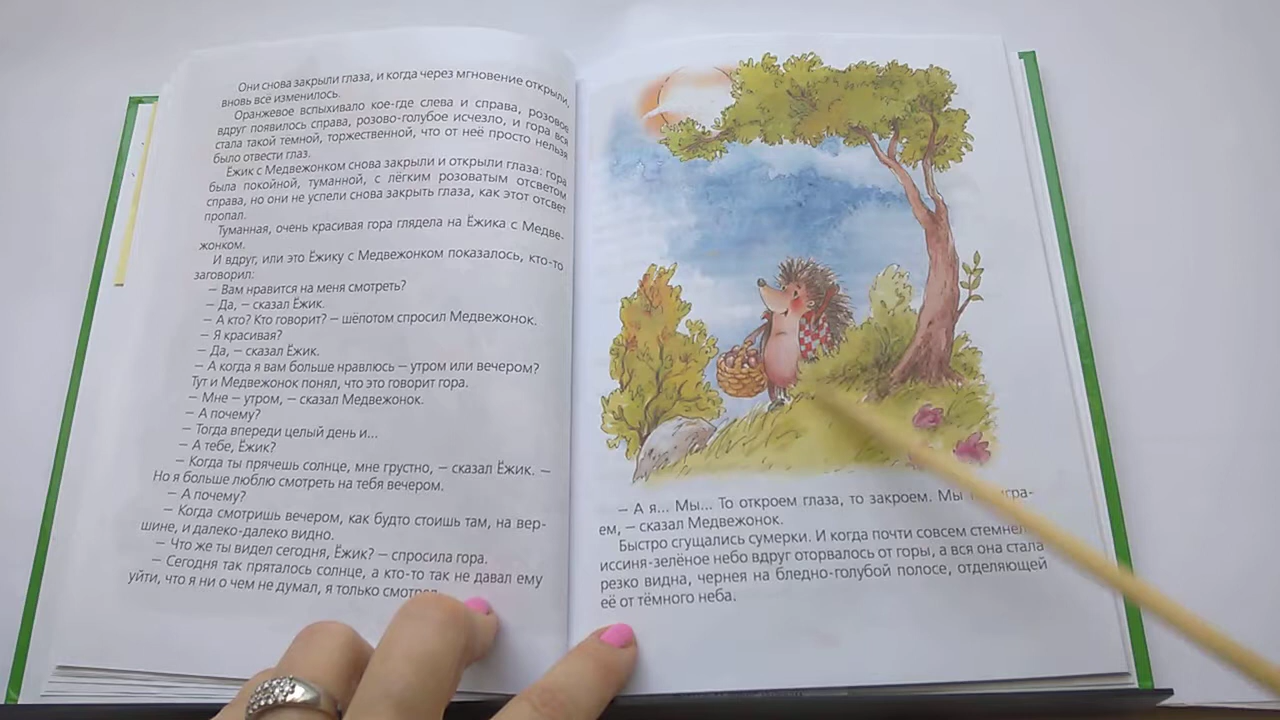 Они снова закрыли глаза, и когда через мгновение открыли,
вновь всё изменилось.
Оранжевое вспыхивало кое-где слева и справа, розовое
вдруг появилось справа, розово-голубое исчезло, и гора вся
стала такой темной, торжественной, что от неё просто нельзя
было отвести глаз.
Ёжик с Медвежонком снова закрыли и открыли глаза: гора
была покойной, туманной, с лёгким розоватым отсветом
справа, но они не успели снова закрыть глаза, как этот отсвет
пропал.
Туманная, очень красивая гора глядела на Ёжика с Медве-
жонком.
И вдруг, или это Ёжику с Медвежонком показалось, кто-то
заговорил:
– Вам нравится на меня смотреть?
– Да, – сказал Ёжик.
– А кто? Кто говорит? – шёпотом спросил Медвежонок.
– Я красивая?
– Да, – сказал Ёжик.
– А когда я вам больше нравлюсь – утром или вечером?
Тут и Медвежонок понял, что это говорит гора.
– Мне – утром, – сказал Медвежонок.
– А почему?
– Тогда впереди целый день и...
– А тебе, Ёжик?
– Когда ты прячешь солнце, мне грустно, – сказал Ёжик. –
Но я больше люблю смотреть на тебя вечером.
– А почему?
– Когда смотришь вечером, как будто стоишь там, на вер-
шине, и далеко-далеко видно.
– Что же ты видел сегодня, Ёжик? – спросила гора.
– Сегодня так пряталось солнце, а кто-то так не давал ему
уйти, что я ни о чем не думал, я только смотрел
– А я... Мы... То откроем глаза, то закроем. Мы
ем, – сказал Медвежонок.
Быстро сгущались сумерки. И когда почти совсем стемнело
иссиня-зелёное небо вдруг оторвалось от горы, а вся она стала
резко видна, чернея на бледно-голубой полосе, отделяющей
её от тёмного неба.